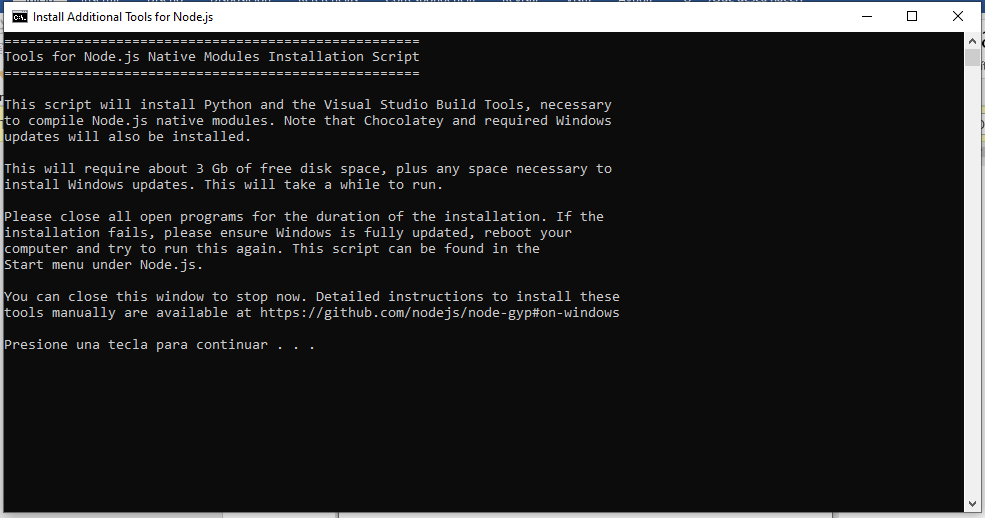 Install Additional Tools for Node.js
====================================================
Tools for Node.js Native Modules Installation Script
====================================================
This script will install Python and the Visual Studio Build Tools, necessary
to compile Node.js native modules. Note that Chocolatey and required Windows
updates will also be installed.
This will require about 3 Gb of free disk space, plus any space necessary to
install Windows updates. This will take a while to run.
Please close all open programs for the duration of the installation. If the
installation fails, please ensure Windows is fully updated, reboot your
computer and try to run this again. This script can be found in the
Start menu under Node.js.
You can close this window to stop now. Detailed instructions to install these
tools manually are available at https://github.com/nodejs/node-gyp#on-windows
Presione una tecla para continuar . . .